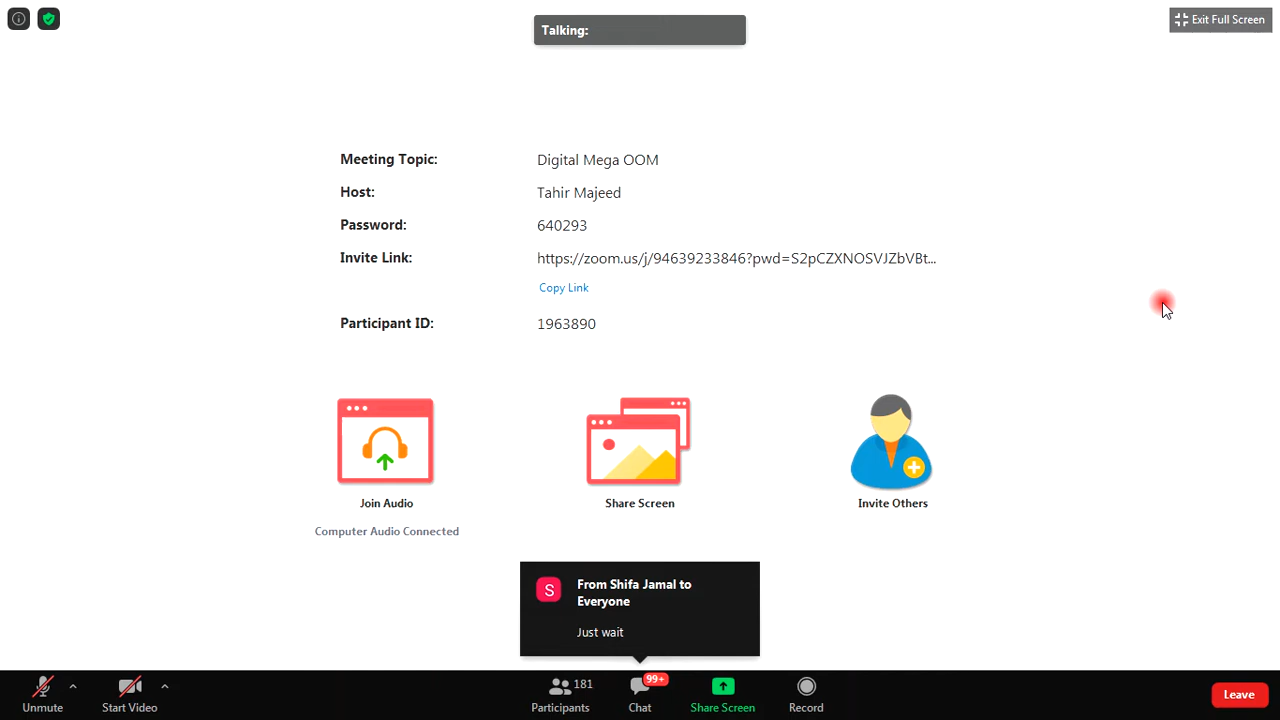 Talking:
Exit Full Screen
Meeting Topic: Digital Mega OOM
Host: Tahir Majeed
Password: 640293
Invite Link: https://zoom.us/j/94639233846?pwd=S2pCZXNOSVJZbVBt...
Copy Link
Participant ID: 1963890
Join Audio
Share Screen
Invite Others
Computer Audio Connected
S
From Shifa Jamal to
Everyone
Just wait
Unmute
Start Video
181
Participants
99+
Chat
Share Screen
Record
Leave